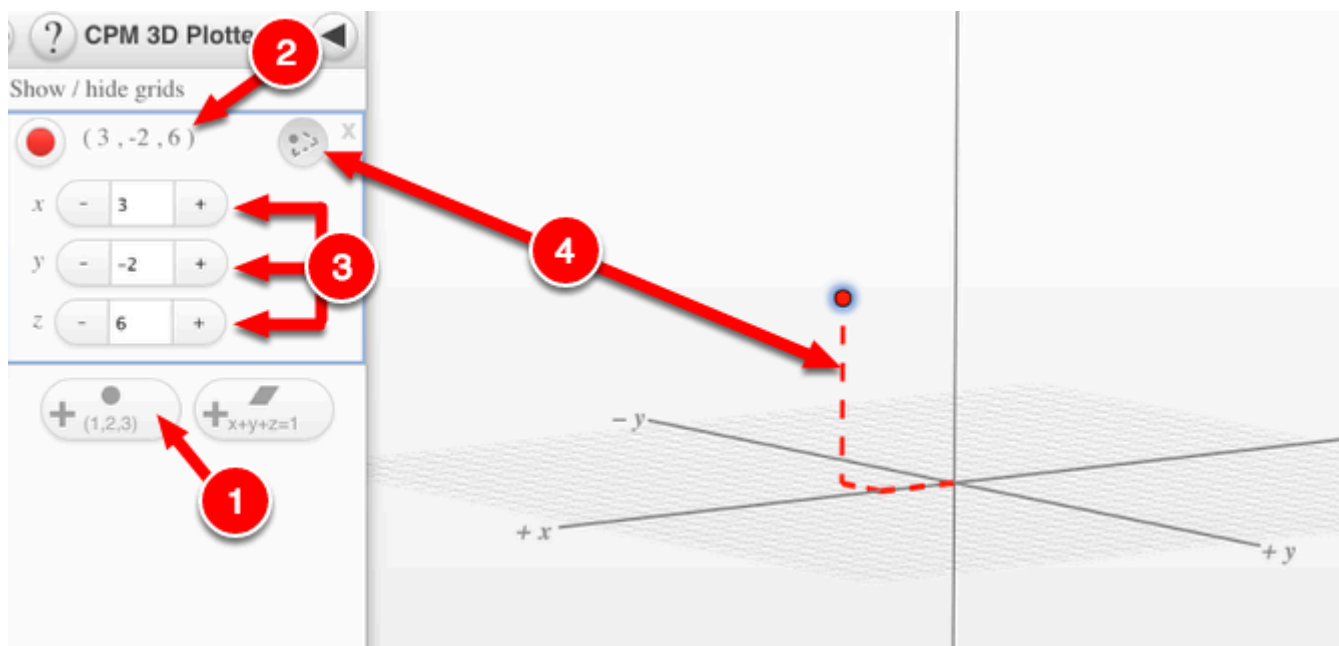 ? CPM 3D Plotte
2
Show / hide grids
( 3 , -2 , 6 )
x
x - 3 +
y - -2 +
z - 6 +
3
4
+ (1,2,3)
+ x+y+z=1
1
- y
+ x
+ y